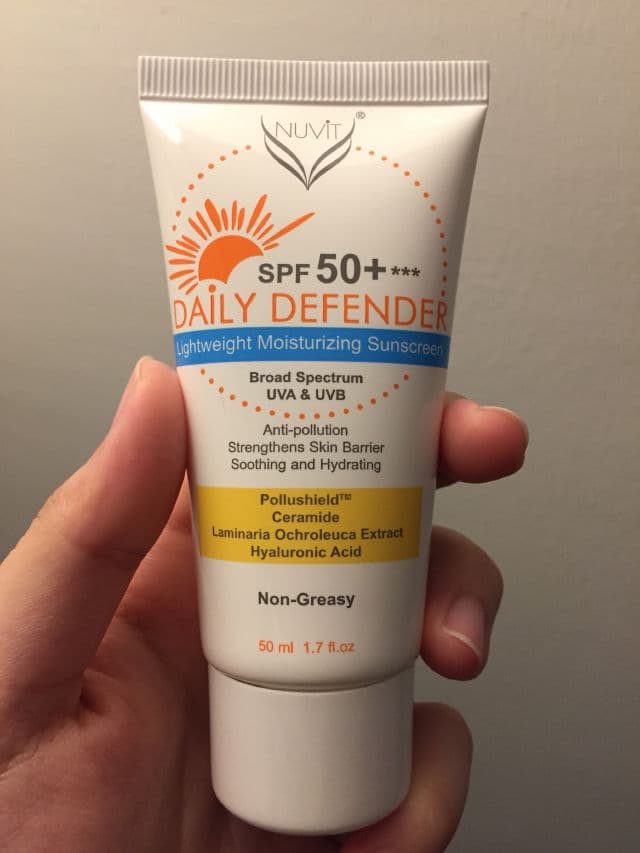 NUVIT®
SPF 50+***
DAILY DEFENDER
Lightweight Moisturizing Sunscreen
Broad Spectrum
UVA & UVB
Anti-pollution
Strengthens Skin Barrier
Soothing and Hydrating
Pollushield™
Ceramide
Laminaria Ochroleuca Extract
Hyaluronic Acid
Non-Greasy
50 ml 1.7 fl.oz